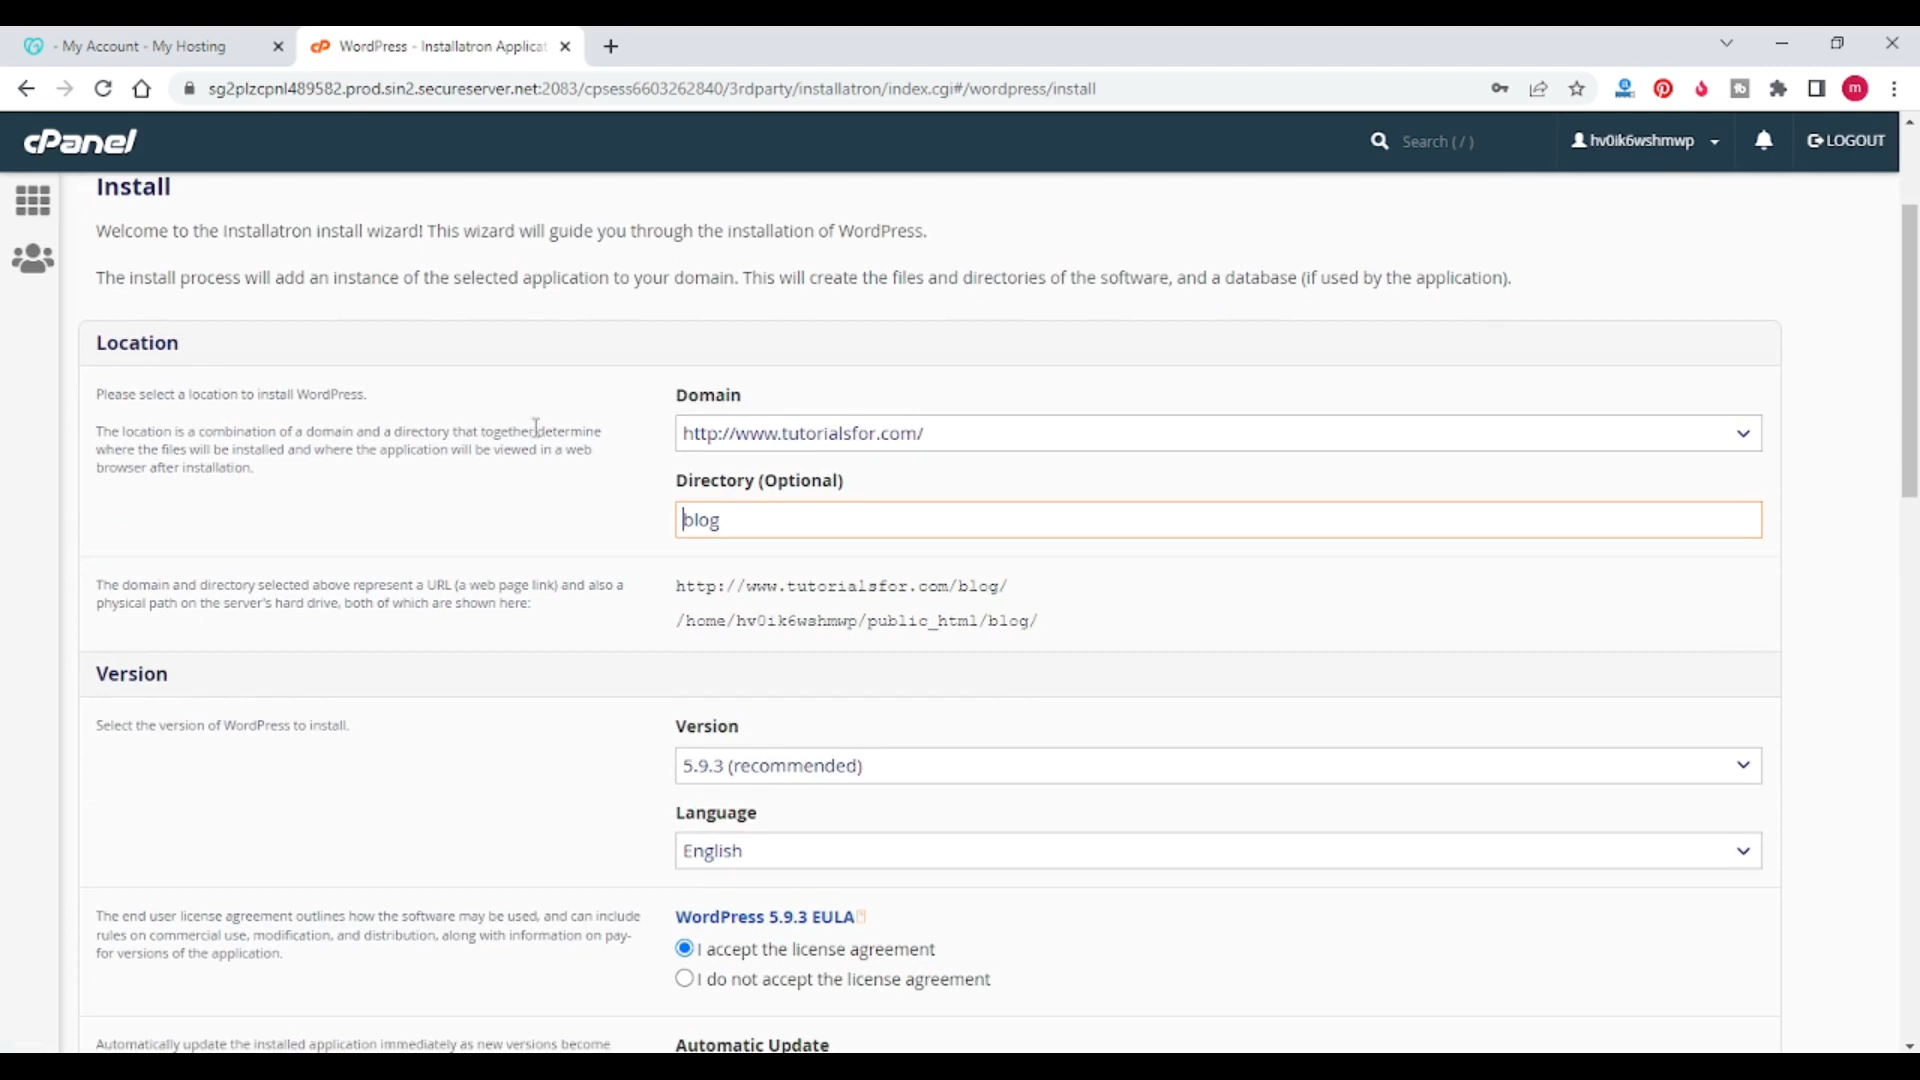 - My Account - My Hosting
WordPress - Installatron Applicat
sg2plzcpnl489582.prod.sin2.secureserver.net:2083/cpsess6603262840/3rdparty/installatron/index.cgi#/wordpress/install
m
cPanel
Search ( / )
hv0ik6wshmwp
LOGOUT
Install
Welcome to the Installatron install wizard! This wizard will guide you through the installation of WordPress.
The install process will add an instance of the selected application to your domain. This will create the files and directories of the software, and a database (if used by the application).
Location
Please select a location to install WordPress.
The location is a combination of a domain and a directory that together determine
where the files will be installed and where the application will be viewed in a web
browser after installation.
Domain
http://www.tutorialsfor.com/
Directory (Optional)
blog
The domain and directory selected above represent a URL (a web page link) and also a
physical path on the server's hard drive, both of which are shown here:
http://www.tutorialsfor.com/blog/
/home/hv0ik6wshmwp/public_html/blog/
Version
Select the version of WordPress to install.
Version
5.9.3 (recommended)
Language
English
The end user license agreement outlines how the software may be used, and can include
rules on commercial use, modification, and distribution, along with information on pay-
for versions of the application.
WordPress 5.9.3 EULA
I accept the license agreement
I do not accept the license agreement
Automatically update the installed application immediately as new versions become
Automatic Update